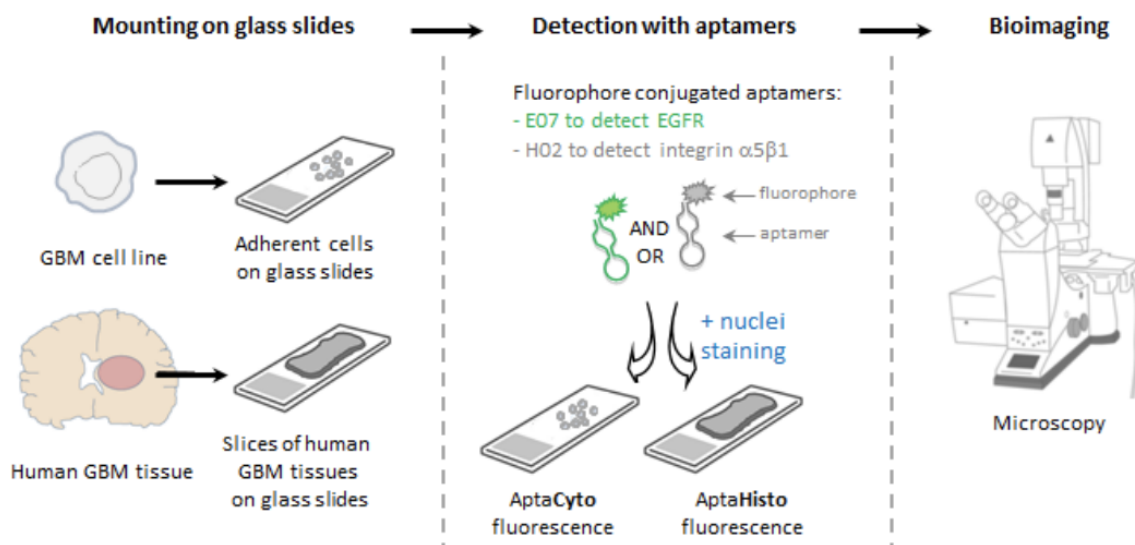 Mounting on glass slides
Detection with aptamers
Bioimaging
GBM cell line
Adherent cells
on glass slides
Human GBM tissue
Slices of human
GBM tissues
on glass slides
Fluorophore conjugated aptamers:
- E07 to detect EGFR
- H02 to detect integrin α5β1
fluorophore
AND
OR
aptamer
+ nuclei
staining
AptaCyto
fluorescence
AptaHisto
fluorescence
Microscopy